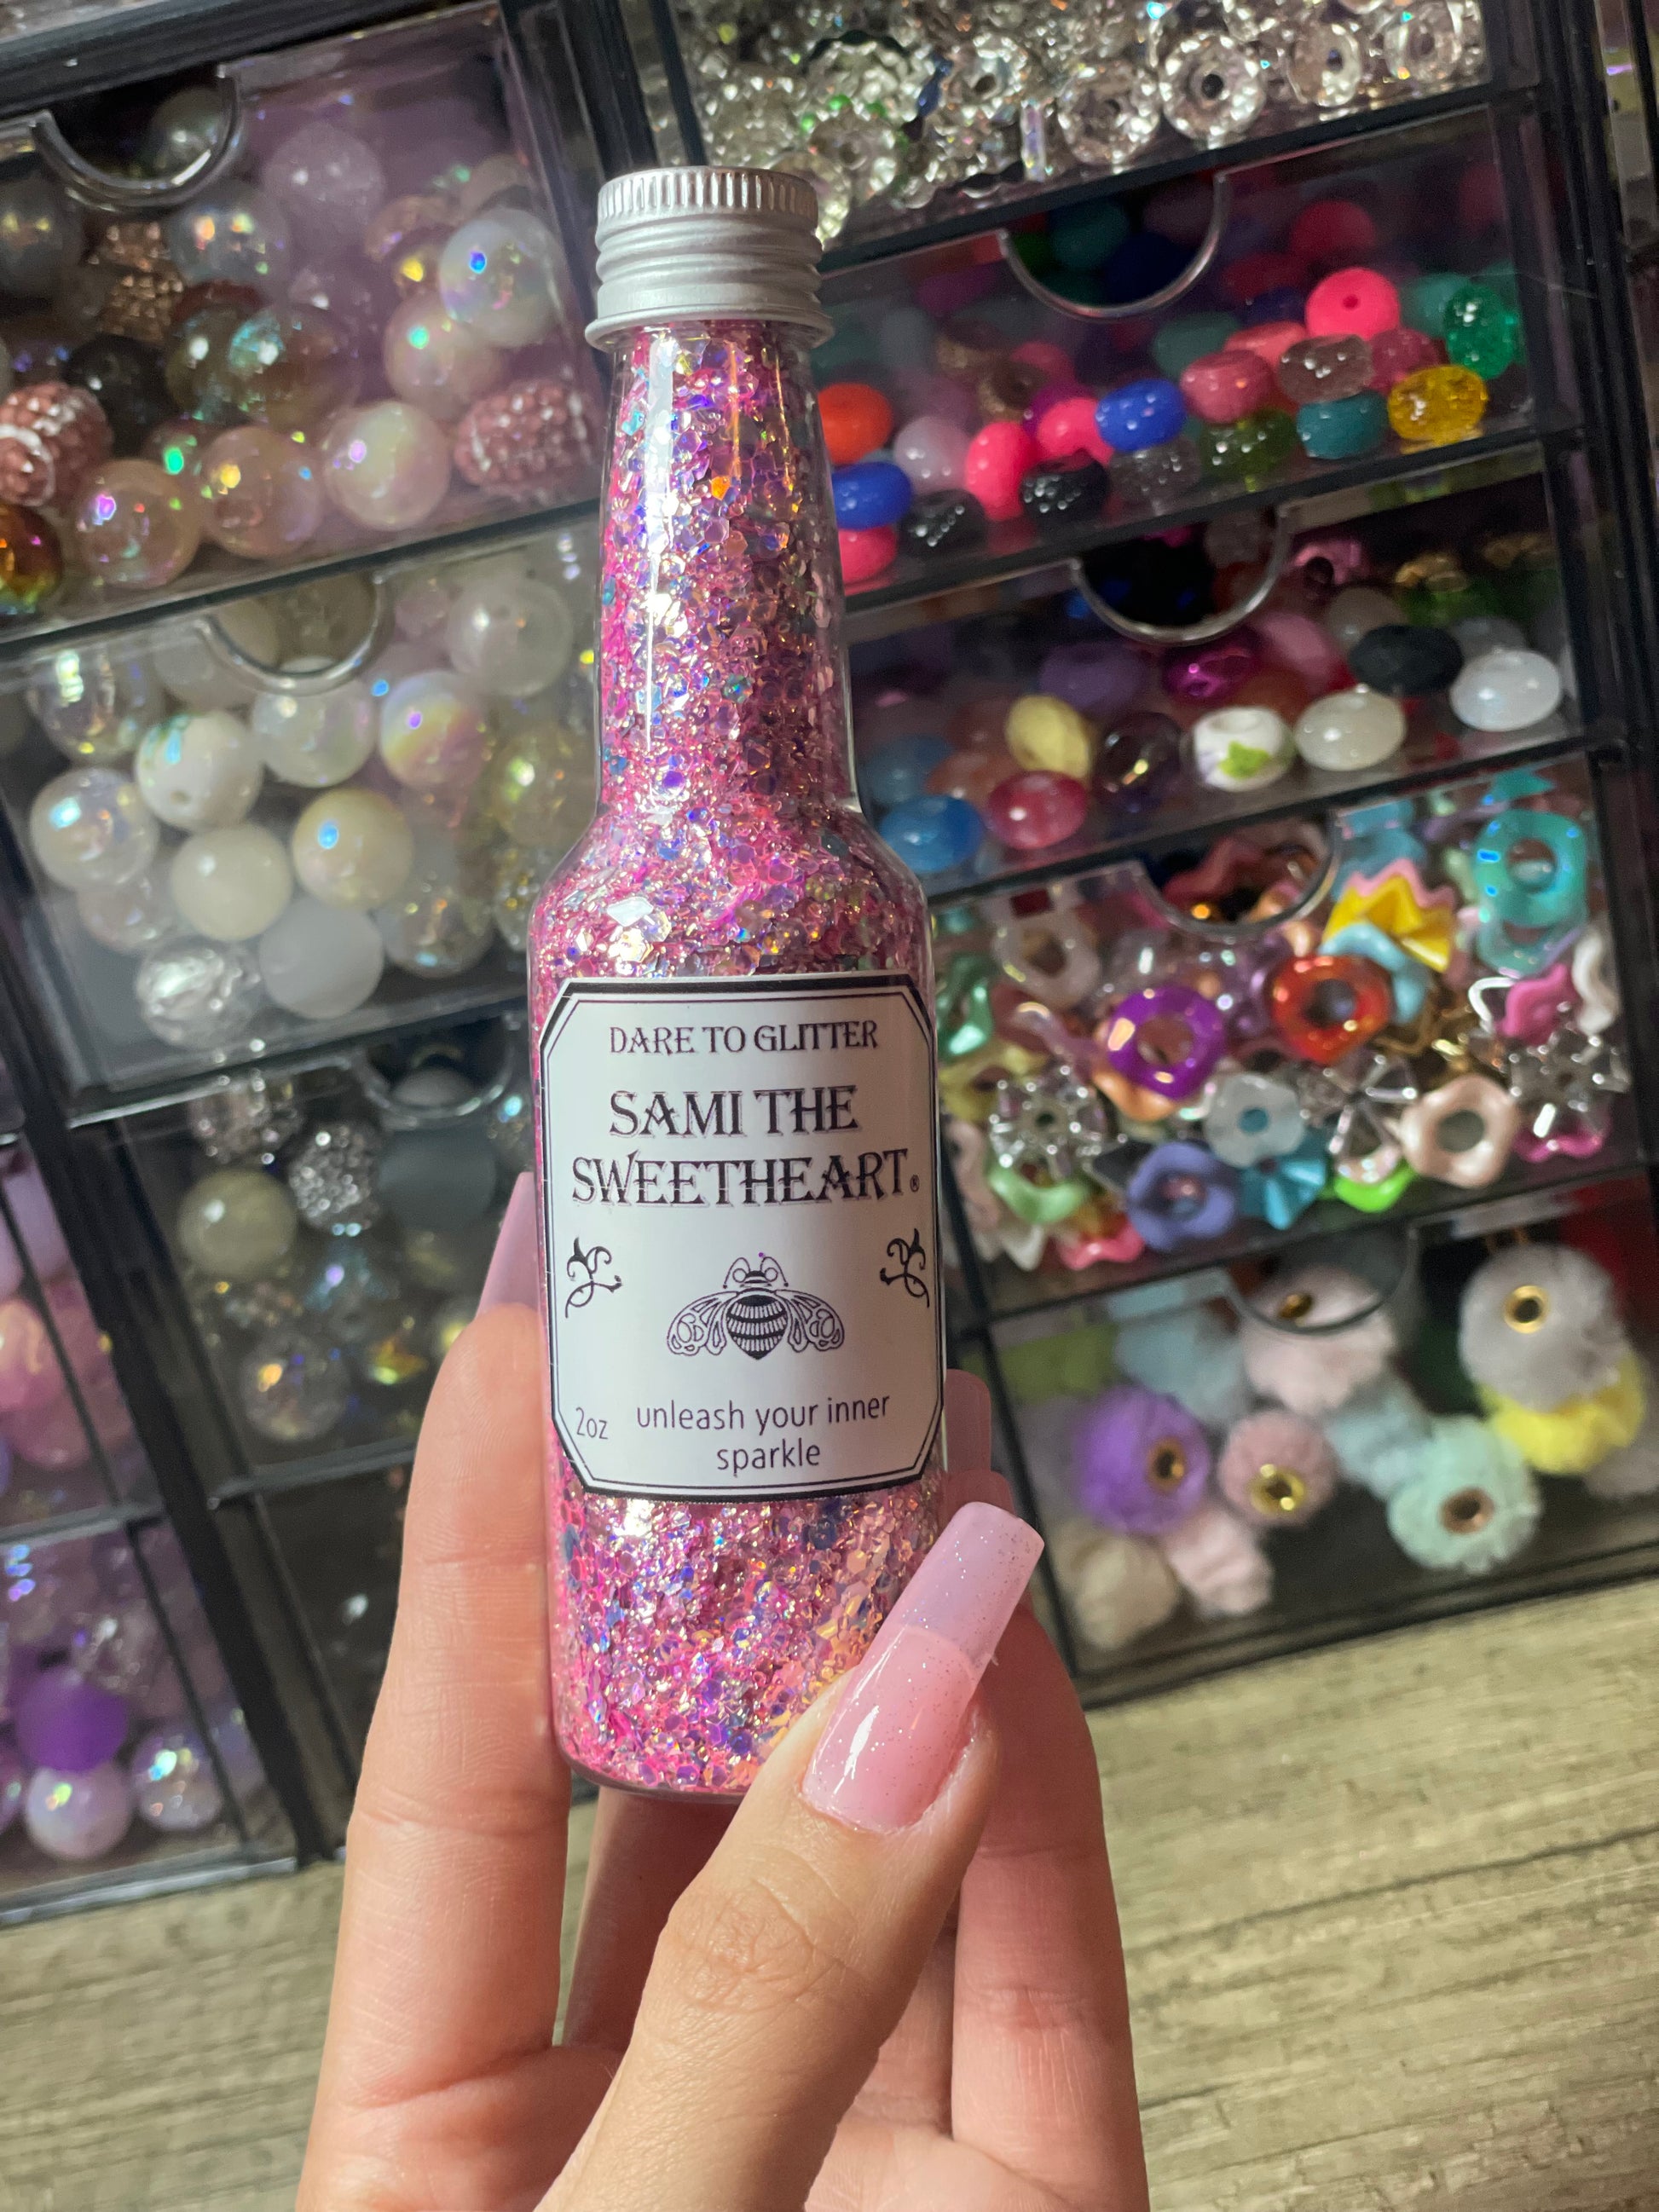 DARE TO GLITTER
SAMI THE
SWEETHEART®
2oz unleash your inner
sparkle